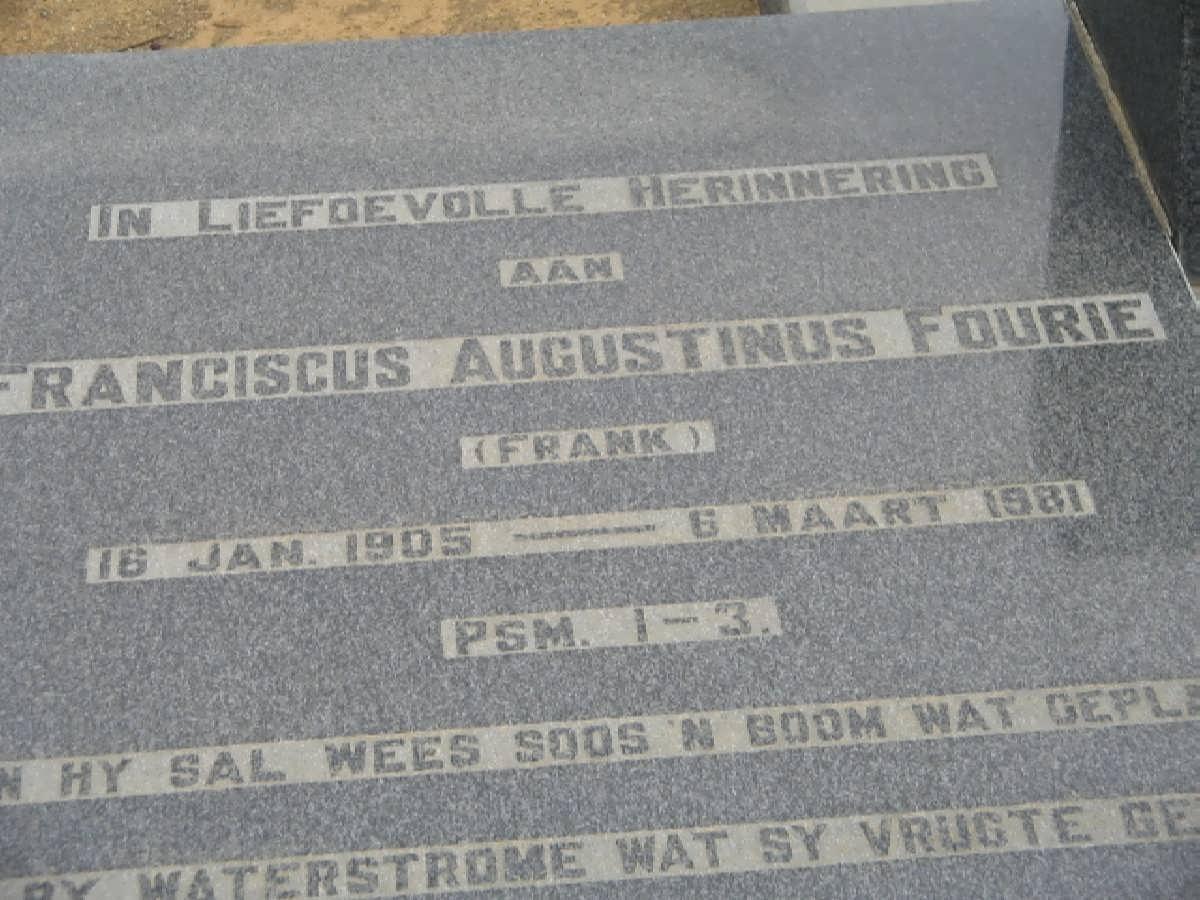 In Liefdevolle Herinnering
AAN
Franciscus Augustinus Fourie
(FRANK)
16 JAN. 1905 — 6 MAART 1981
PSM. 1-3.
HY SAL WEES SOOS 'N BOOM WAT
BY WATERSTROME WAT SY VRUGTE